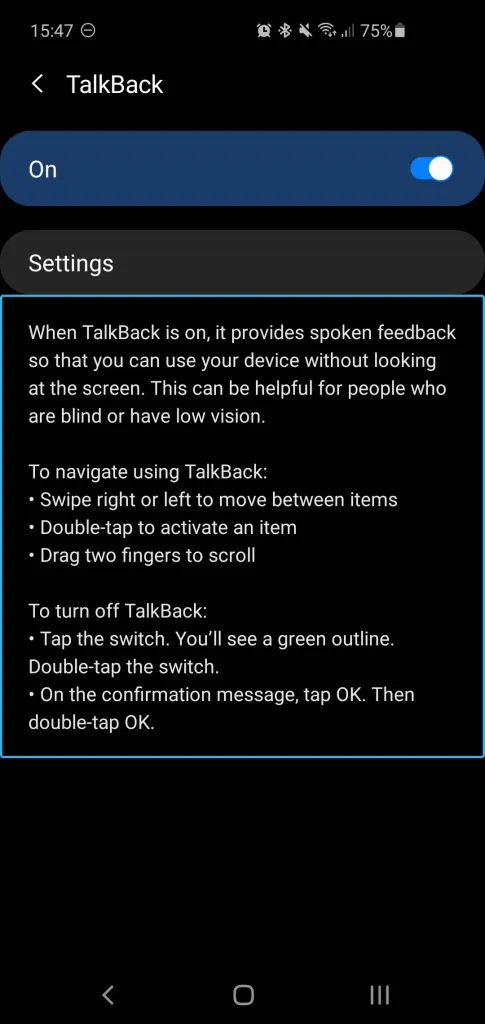 15:47 75%
TalkBack
On
Settings
When TalkBack is on, it provides spoken feedback
so that you can use your device without looking
at the screen. This can be helpful for people who
are blind or have low vision.
To navigate using TalkBack:
• Swipe right or left to move between items
• Double-tap to activate an item
• Drag two fingers to scroll
To turn off TalkBack:
• Tap the switch. You’ll see a green outline.
Double-tap the switch.
• On the confirmation message, tap OK. Then
double-tap OK.